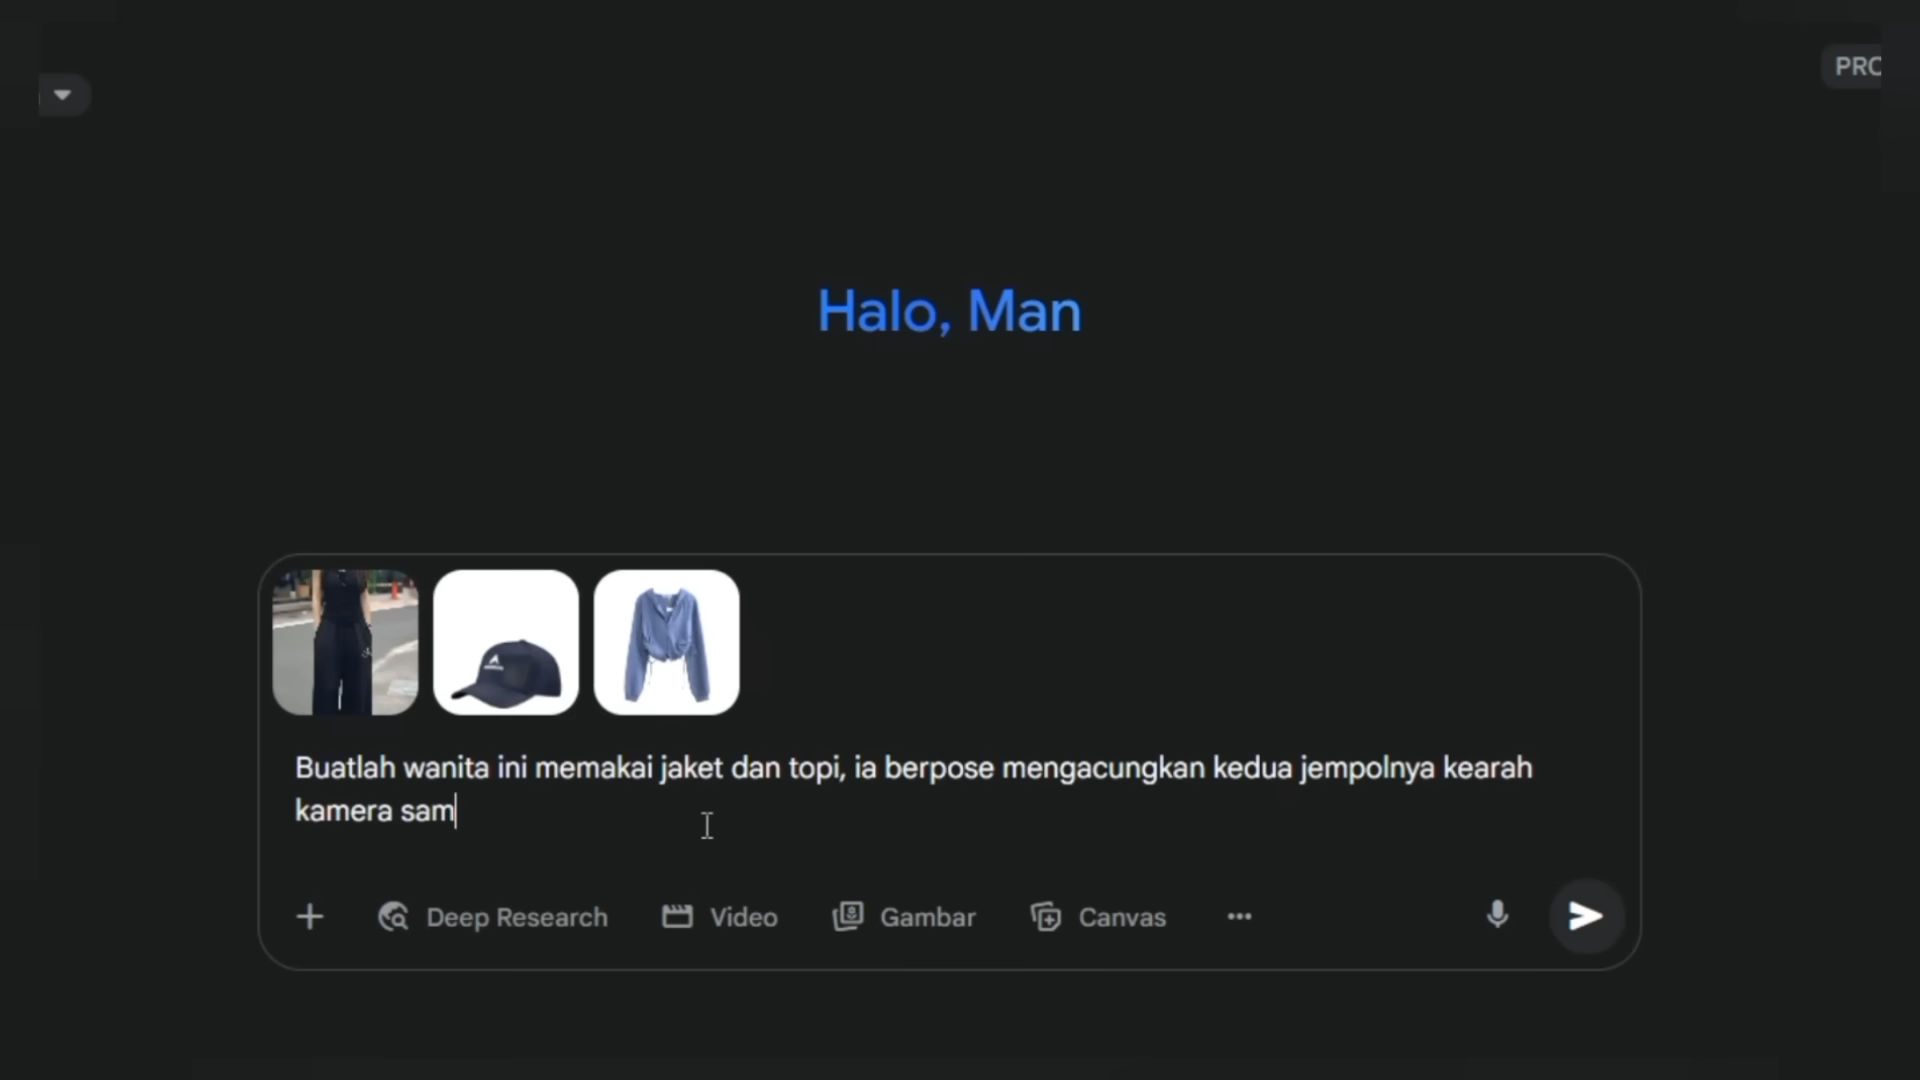 PRO
Halo, Man
Buatlah wanita ini memakai jaket dan topi, ia berpose mengacungkan kedua jempolnya kearah
kamera sam
Deep Research
Video
Gambar
Canvas